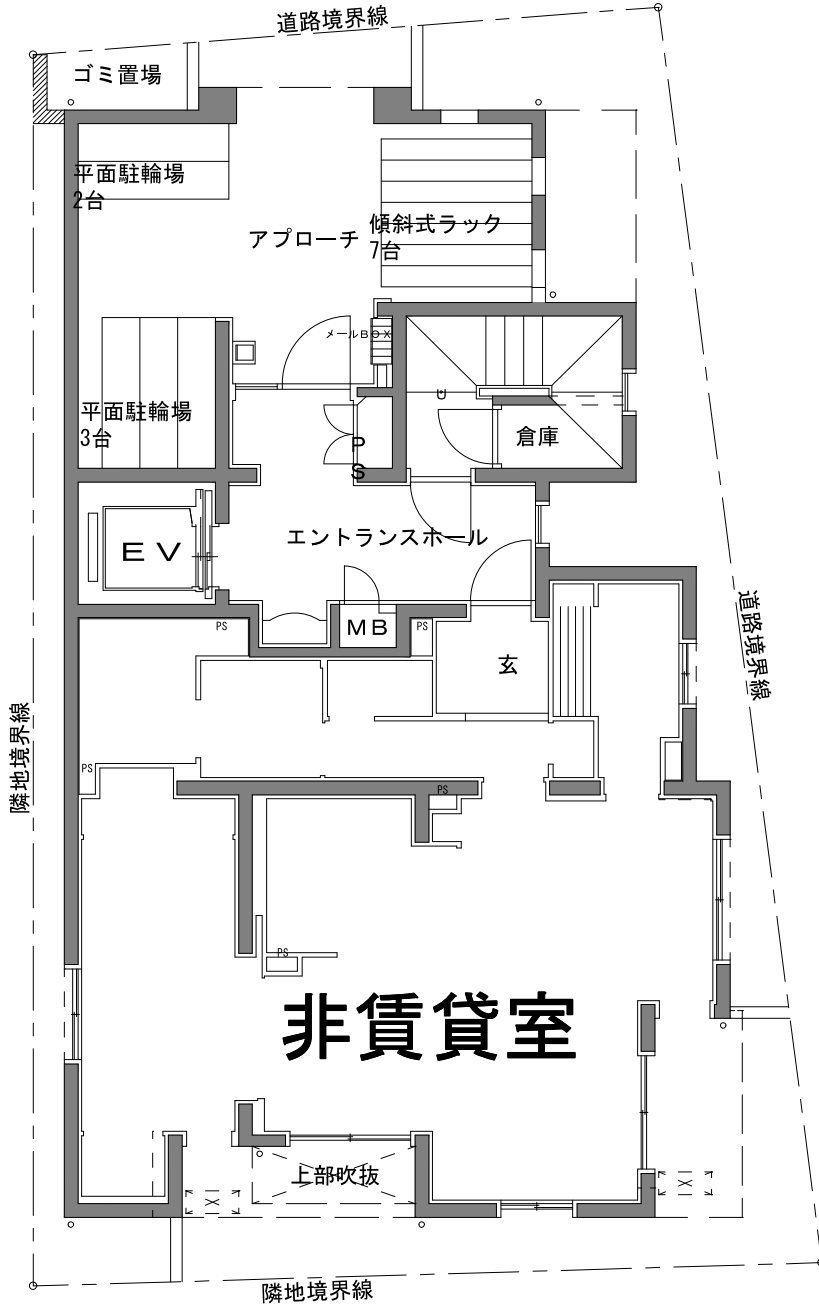 道路境界線
ゴミ置場
平面駐輪場
2台
アプローチ
傾斜式ラック
7台
メールBOX
平面駐輪場
3台
U
PS
倉庫
エントランスホール
EV
MB
PS
PS
玄
道路境界線
隣地境界線
PS
PS
PS
非賃貸室
上部吹抜
隣地境界線